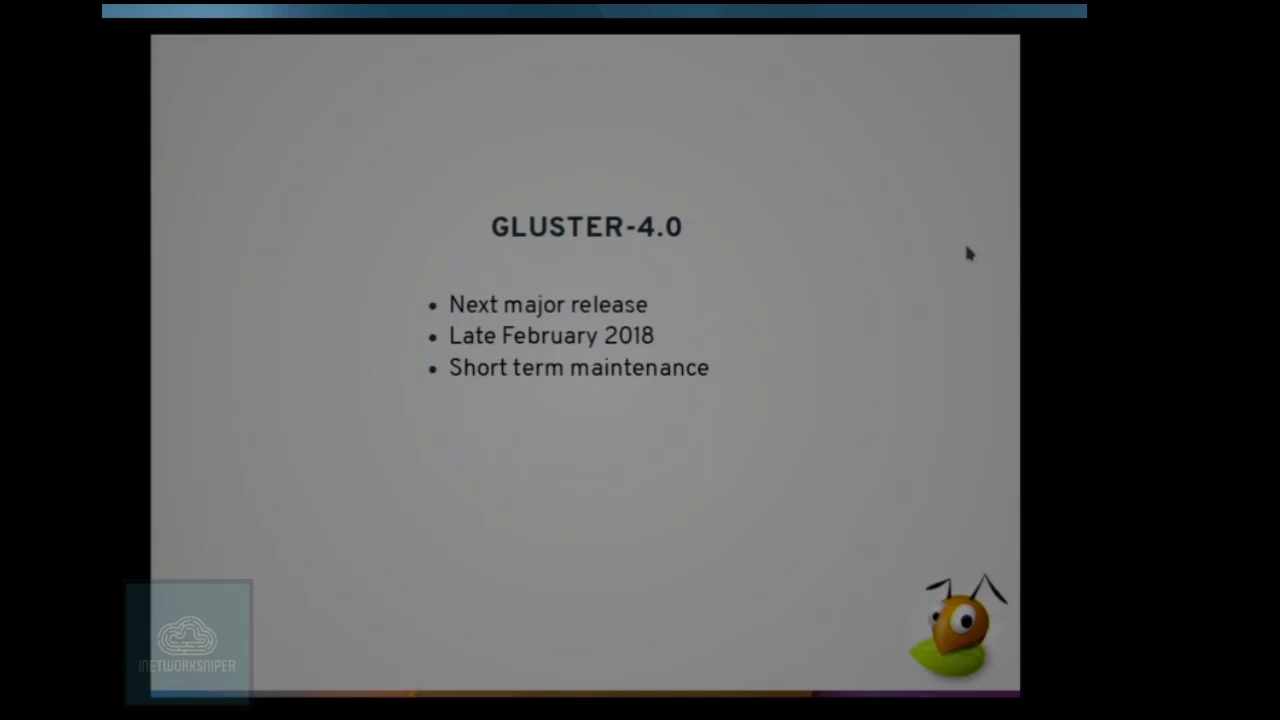 GLUSTER-4.0
• Next major release
• Late February 2018
• Short term maintenance
INETWORKSNIPER